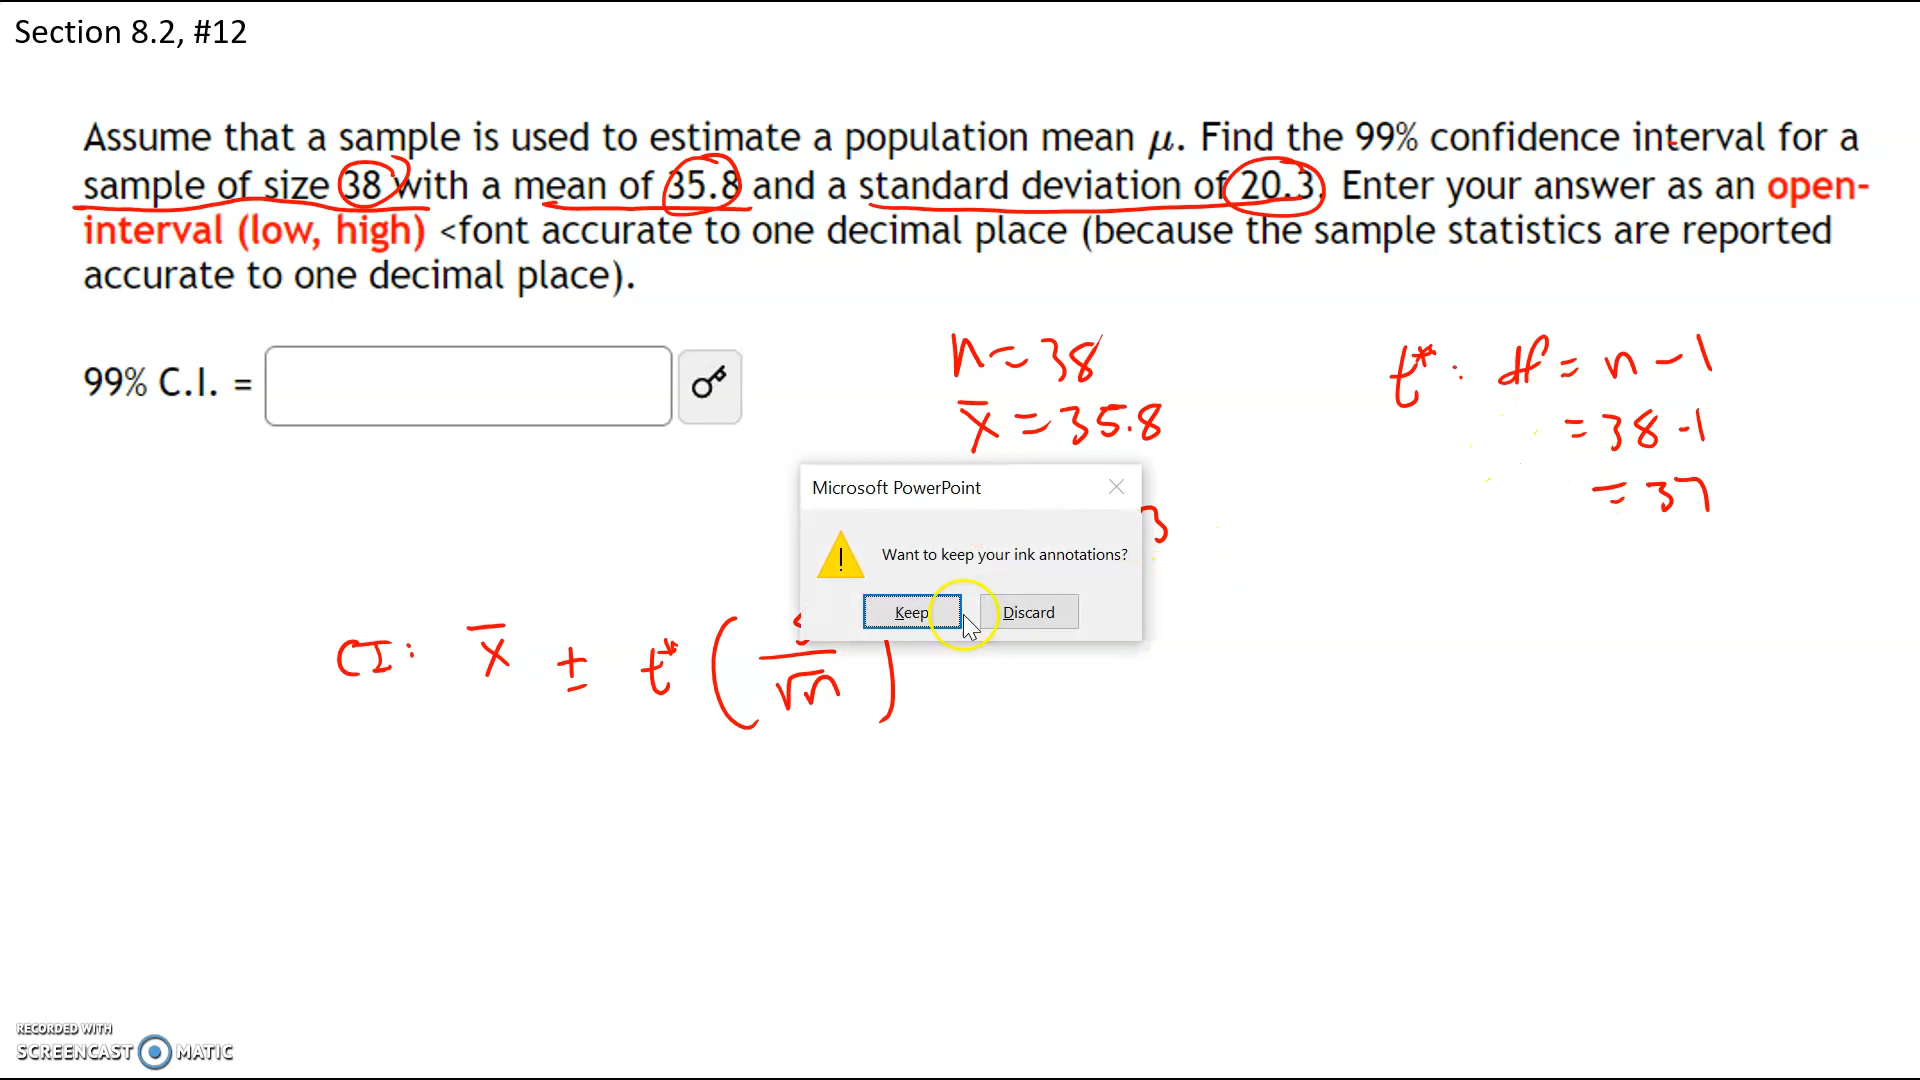 Section 8.2, #12
Assume that a sample is used to estimate a population mean μ. Find the 99% confidence interval for a
sample of size 38 with a mean of 35.8 and a standard deviation of 20.3. Enter your answer as an open-
interval (low, high) <font accurate to one decimal place (because the sample statistics are reported
accurate to one decimal place).
99% C.I. =
n = 38
x̄ = 35.8
3
t*: df = n - 1
= 38 - 1
= 37
Microsoft PowerPoint
Want to keep your ink annotations?
Keep Discard
CI: x̄ ± t* ( / √n )
RECORDED WITH
SCREENCAST MATIC